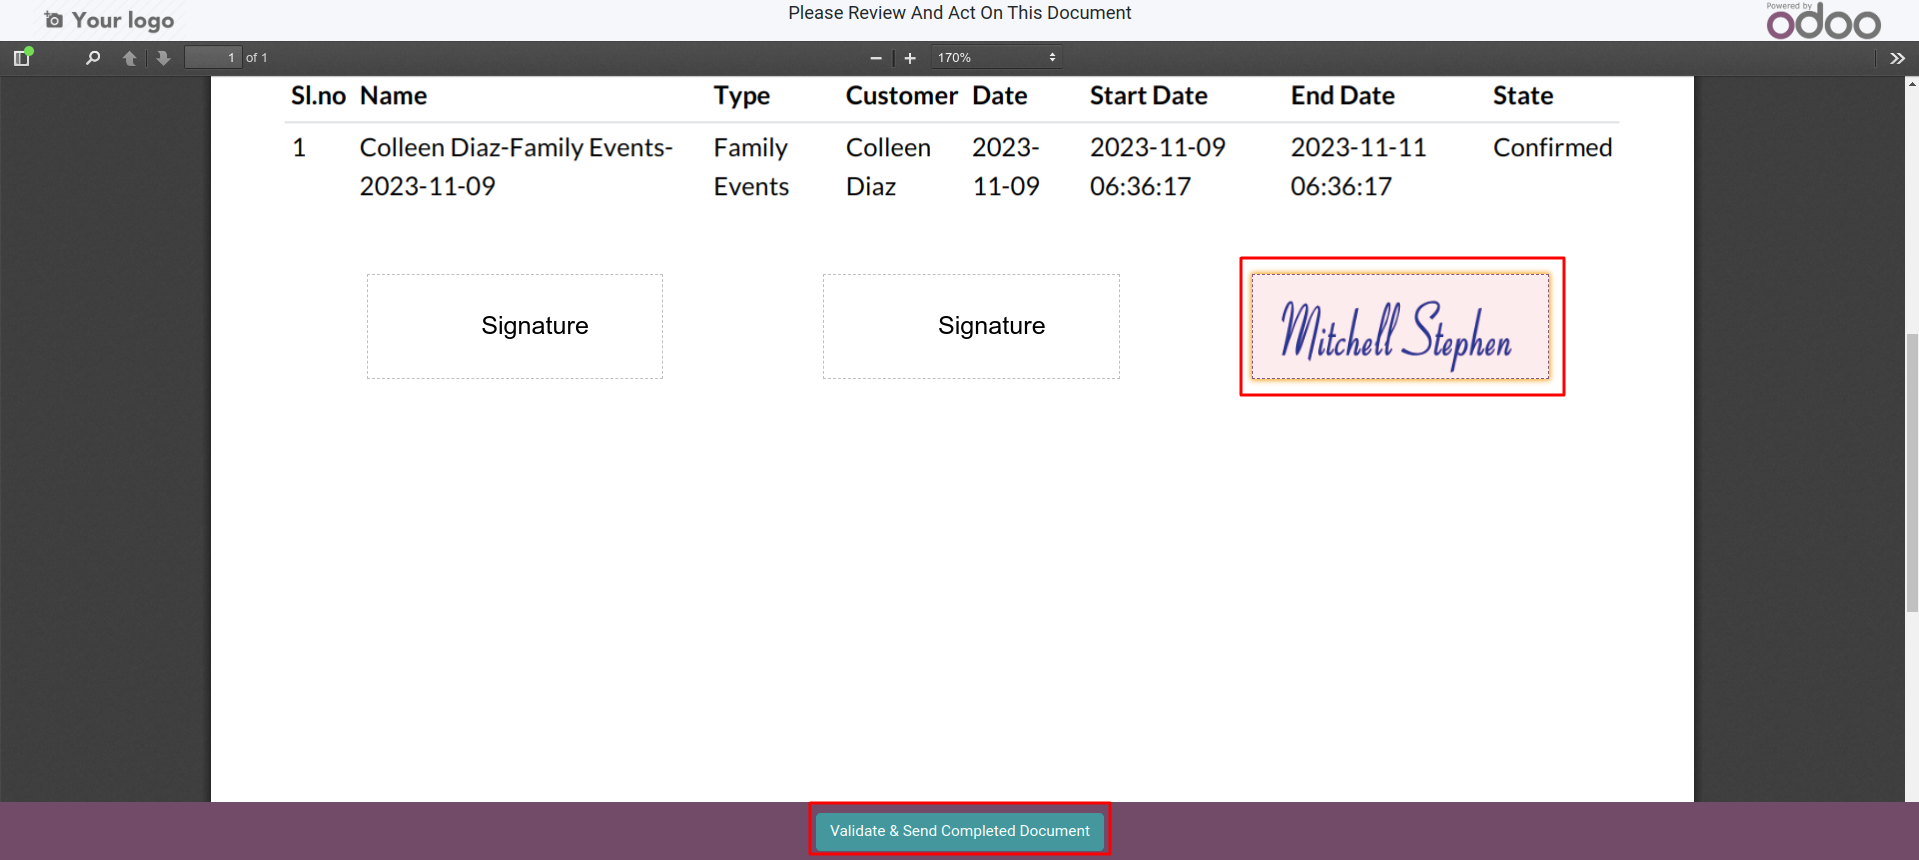 Your logo
Please Review And Act On This Document
Powered by
odoo
1 of 1
170%
Sl.no Name Type Customer Date Start Date End Date State
1 Colleen Diaz-Family Events- Family Colleen 2023- 2023-11-09 2023-11-11 Confirmed
2023-11-09 Events Diaz 11-09 06:36:17 06:36:17
Signature Signature Mitchell Stephen
Validate & Send Completed Document